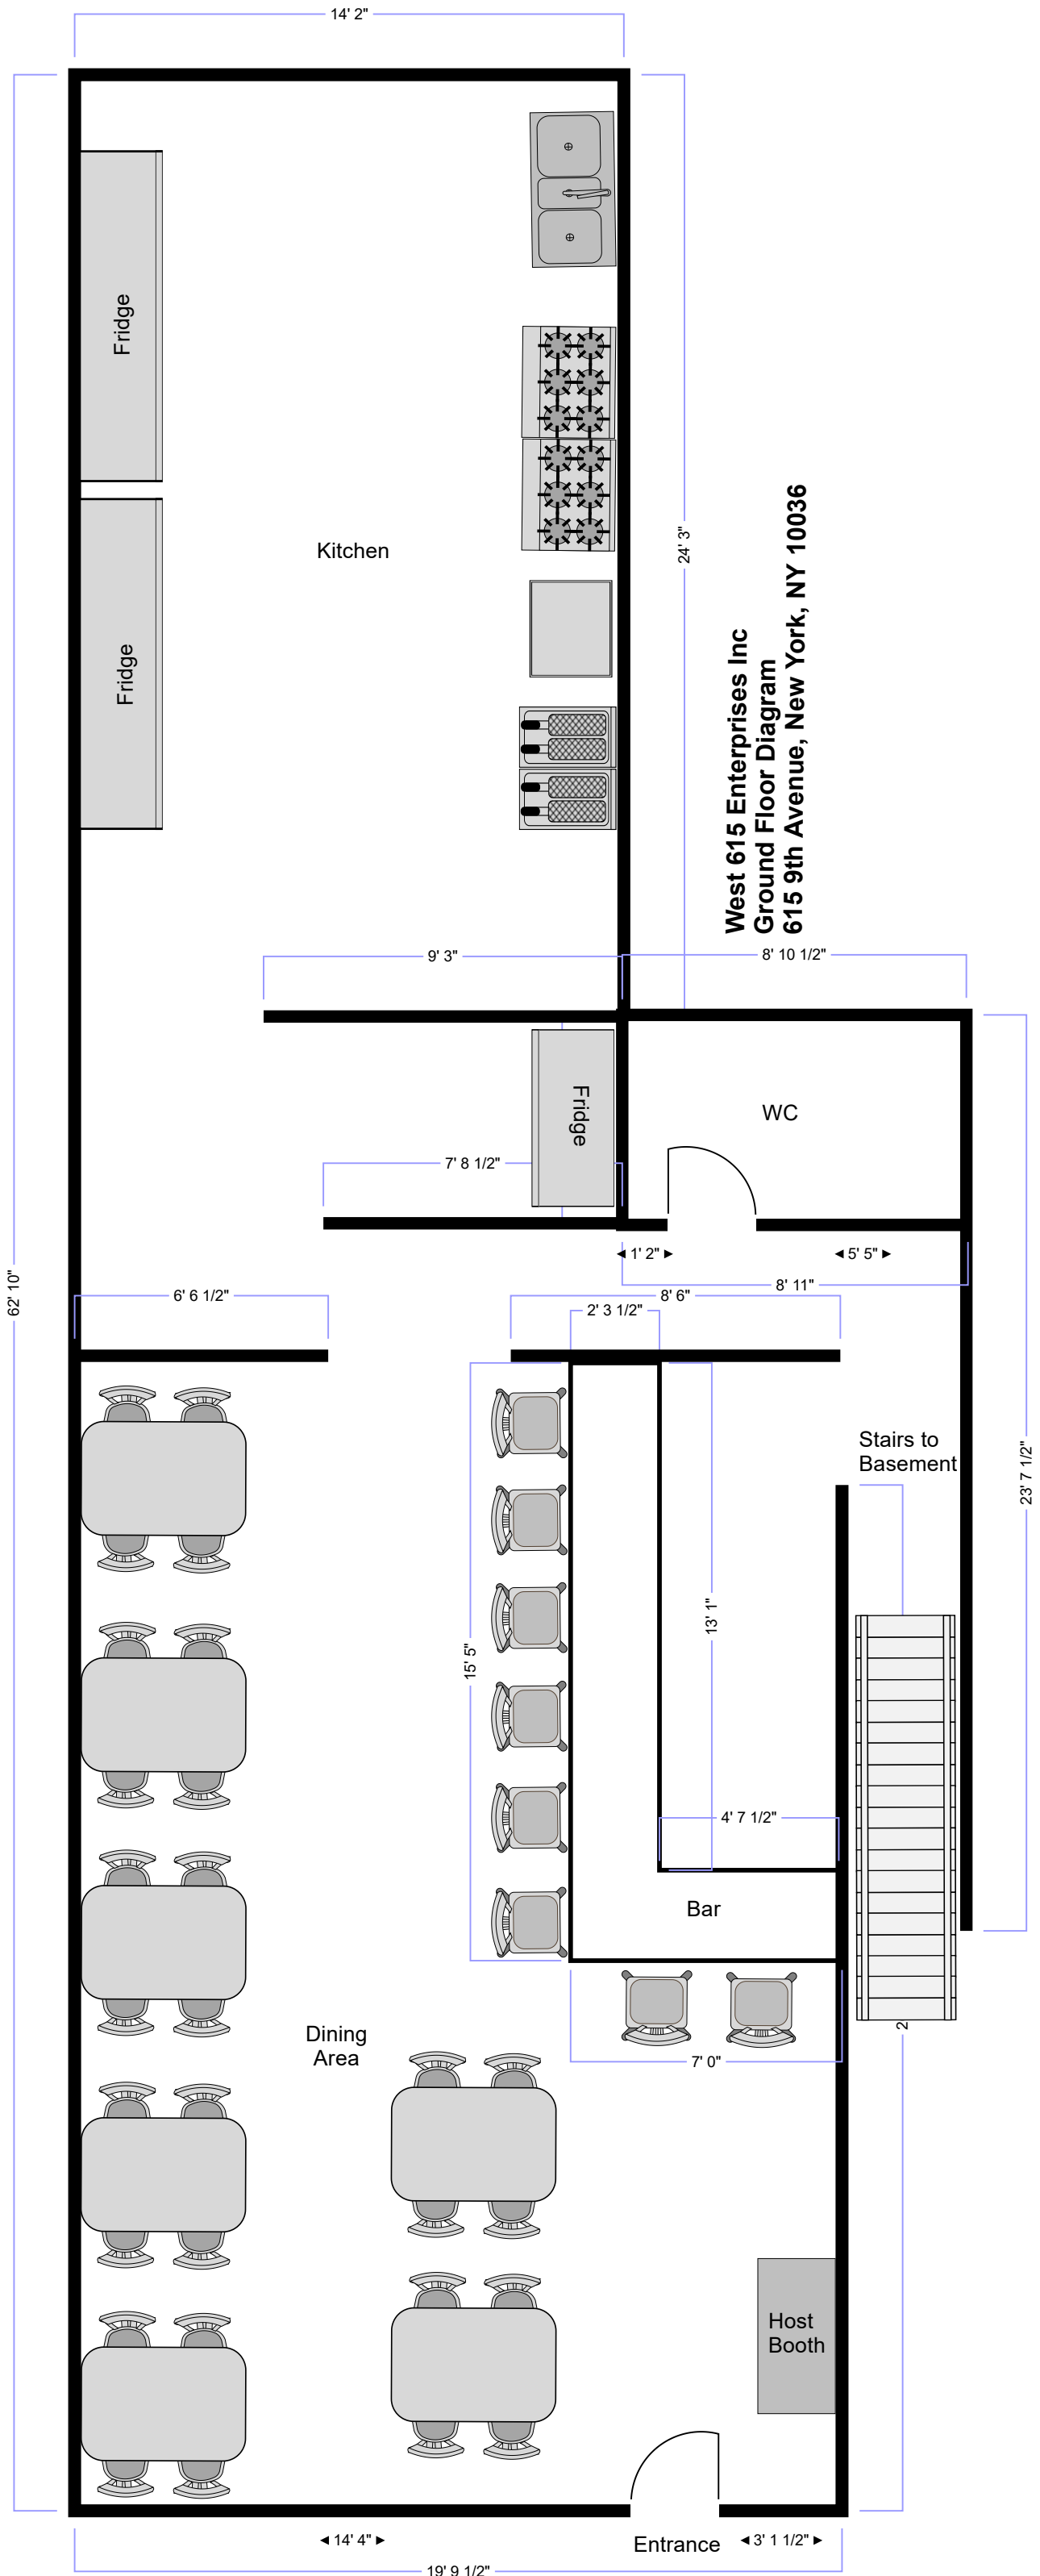 14' 2"
Fridge
Kitchen
Fridge
24' 3"
West 615 Enterprises Inc
Ground Floor Diagram
615 9th Avenue, New York, NY 10036
9' 3"
8' 10 1/2"
Fridge
WC
7' 8 1/2"
1' 2"
5' 5"
8' 11"
62' 10"
6' 6 1/2"
8' 6"
2' 3 1/2"
Stairs to
Basement
23' 7 1/2"
13' 1"
15' 5"
4' 7 1/2"
Bar
2
Dining
Area
7' 0"
Host
Booth
14' 4"
Entrance
3' 1 1/2"
19' 9 1/2"